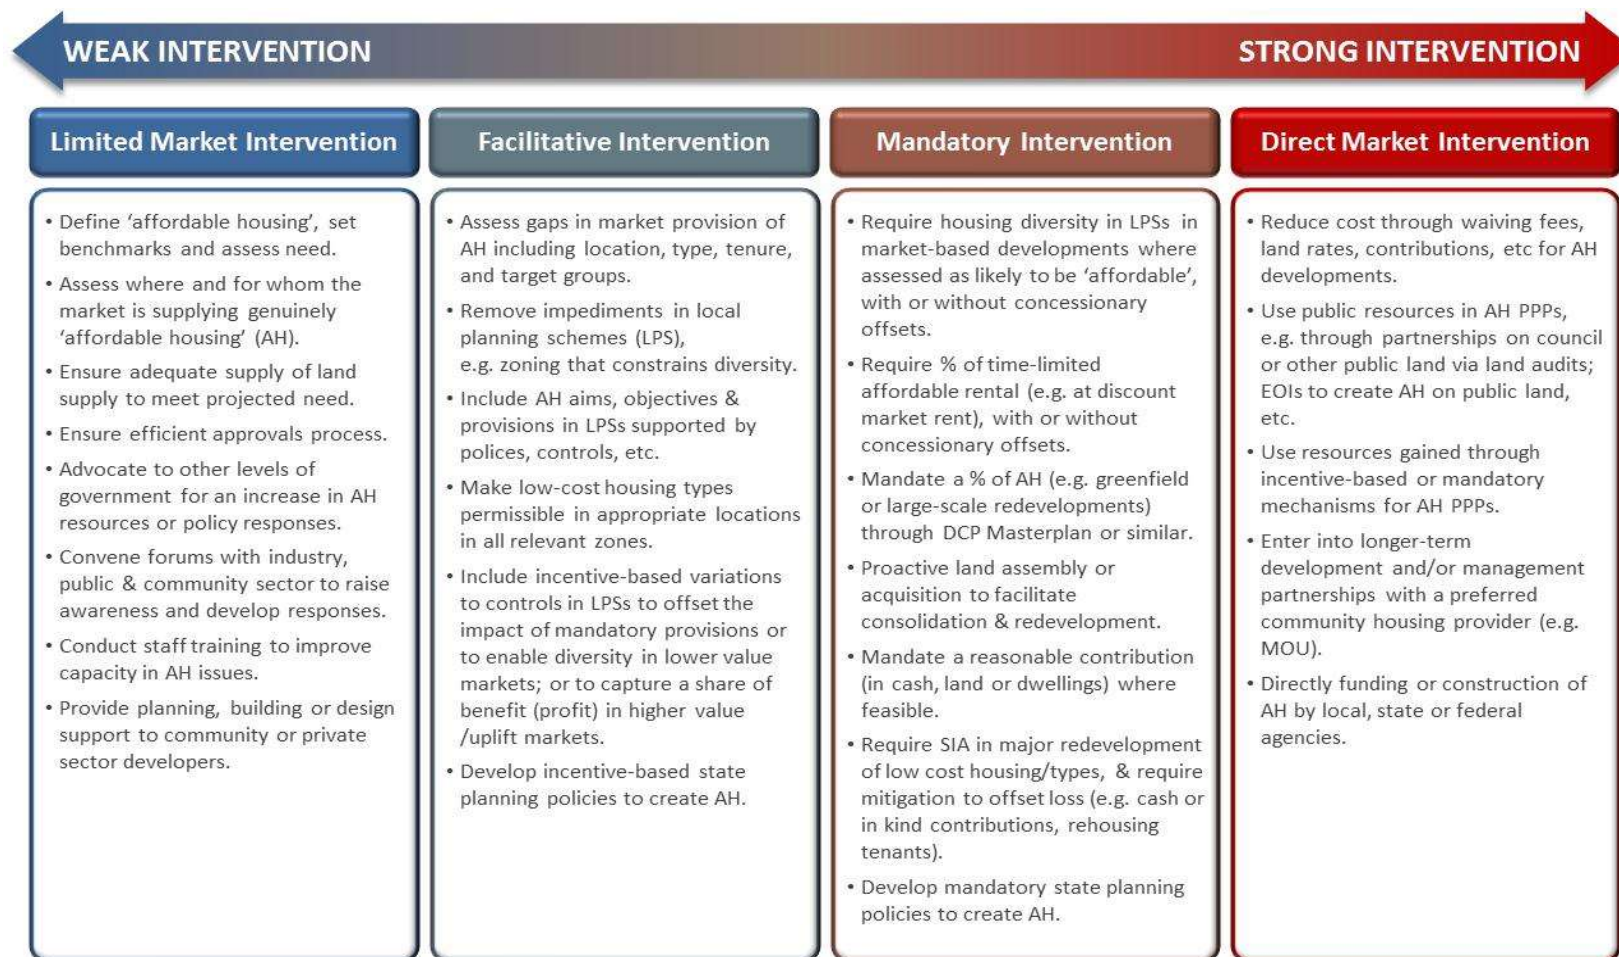 WEAK INTERVENTION
STRONG INTERVENTION
Limited Market Intervention
• Define ‘affordable housing’, set
benchmarks and assess need.
• Assess where and for whom the
market is supplying genuinely
‘affordable housing’ (AH).
• Ensure adequate supply of land
supply to meet projected need.
• Ensure efficient approvals process.
• Advocate to other levels of
government for an increase in AH
resources or policy responses.
• Convene forums with industry,
public & community sector to raise
awareness and develop responses.
• Conduct staff training to improve
capacity in AH issues.
• Provide planning, building or design
support to community or private
sector developers.
Facilitative Intervention
• Assess gaps in market provision of
AH including location, type, tenure,
and target groups.
• Remove impediments in local
planning schemes (LPS),
e.g. zoning that constrains diversity.
• Include AH aims, objectives &
provisions in LPSs supported by
polices, controls, etc.
• Make low-cost housing types
permissible in appropriate locations
in all relevant zones.
• Include incentive-based variations
to controls in LPSs to offset the
impact of mandatory provisions or
to enable diversity in lower value
markets; or to capture a share of
benefit (profit) in higher value
/uplift markets.
• Develop incentive-based state
planning policies to create AH.
Mandatory Intervention
• Require housing diversity in LPSs in
market-based developments where
assessed as likely to be ‘affordable’,
with or without concessionary
offsets.
• Require % of time-limited
affordable rental (e.g. at discount
market rent), with or without
concessionary offsets.
• Mandate a % of AH (e.g. greenfield
or large-scale redevelopments)
through DCP Masterplan or similar.
• Proactive land assembly or
acquisition to facilitate
consolidation & redevelopment.
• Mandate a reasonable contribution
(in cash, land or dwellings) where
feasible.
• Require SIA in major redevelopment
of low cost housing/types, & require
mitigation to offset loss (e.g. cash or
in kind contributions, rehousing
tenants).
• Develop mandatory state planning
policies to create AH.
Direct Market Intervention
• Reduce cost through waiving fees,
land rates, contributions, etc for AH
developments.
• Use public resources in AH PPPs,
e.g. through partnerships on council
or other public land via land audits;
EOIs to create AH on public land,
etc.
• Use resources gained through
incentive-based or mandatory
mechanisms for AH PPPs.
• Enter into longer-term
development and/or management
partnerships with a preferred
community housing provider (e.g.
MOU).
• Directly funding or construction of
AH by local, state or federal
agencies.